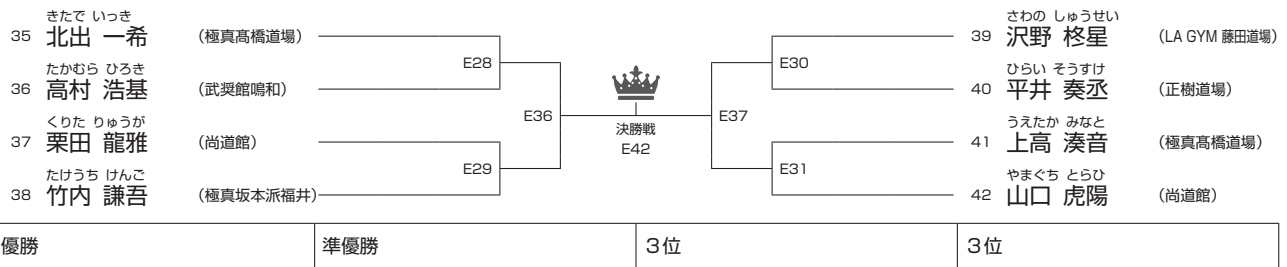 きたで いっき
35 北出 一希 (極真髙橋道場)
E28
たかむら ひろき
36 高村 浩基 (武奨館鳴和)
E36
くりた りゅうが
37 栗田 龍雅 (尚道館)
E29
たけうち けんご
38 竹内 謙吾 (極真坂本派福井)
決勝戦
E42
さわの しゅうせい
39 沢野 柊星 (LA GYM 藤田道場)
E30
ひらい そうすけ
40 平井 奏丞 (正樹道場)
E37
うえたか みなと
41 上高 湊音 (極真髙橋道場)
E31
やまぐち とらひ
42 山口 虎陽 (尚道館)
優勝 準優勝 3位 3位